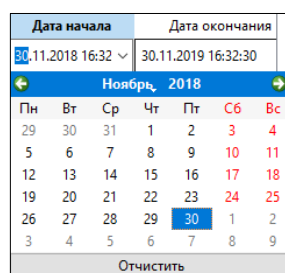 Дата начала Дата окончания
30.11.2018 16:32 30.11.2019 16:32:30
Ноябрь, 2018
Пн Вт Ср Чт Пт Сб Вс
29 30 31 1 2 3 4
5 6 7 8 9 10 11
12 13 14 15 16 17 18
19 20 21 22 23 24 25
26 27 28 29 30 1 2
3 4 5 6 7 8 9
Отчистить